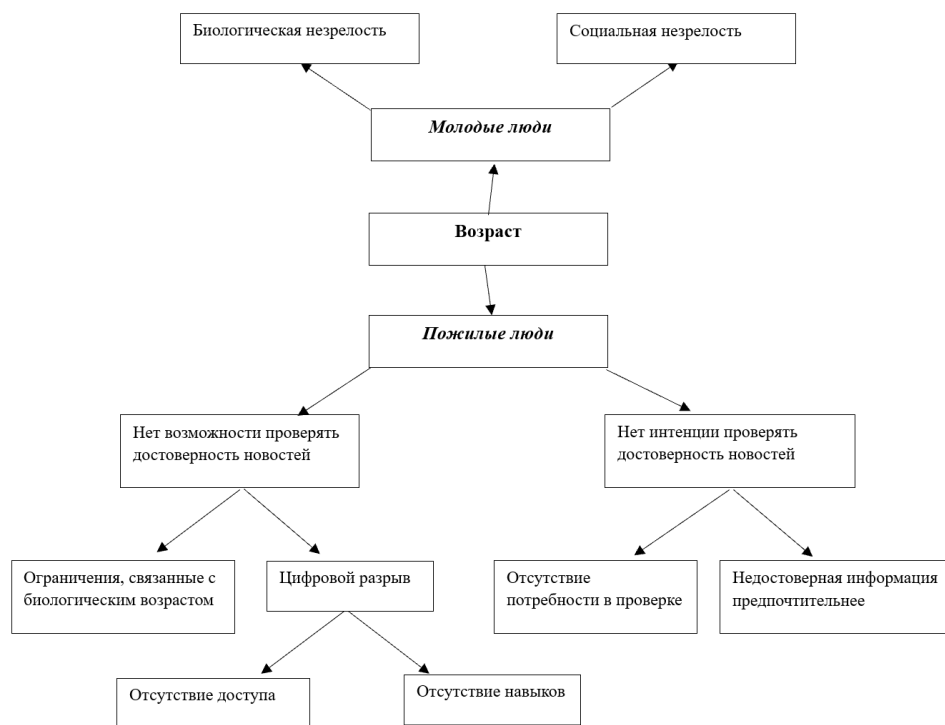 Биологическая незрелость
Социальная незрелость
Молодые люди
Возраст
Пожилые люди
Нет возможности проверять
достоверность новостей
Нет интенции проверять
достоверность новостей
Ограничения, связанные с
биологическим возрастом
Цифровой разрыв
Отсутствие
потребности в проверке
Недостоверная информация
предпочтительнее
Отсутствие доступа
Отсутствие навыков